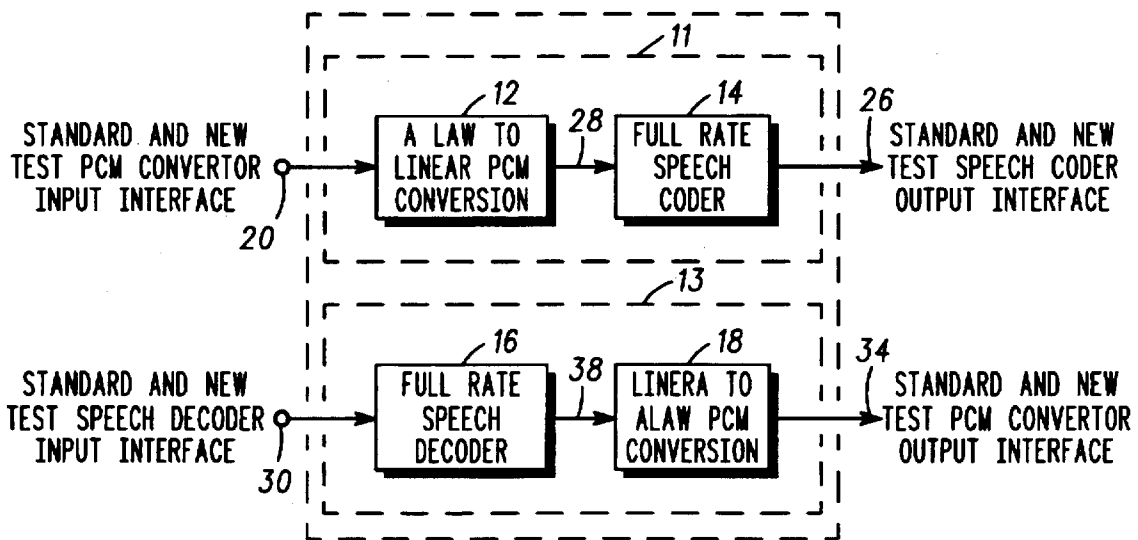 11
STANDARD AND NEW
TEST PCM CONVERTOR
INPUT INTERFACE
20
12
A LAW TO
LINEAR PCM
CONVERSION
28
14
FULL RATE
SPEECH
CODER
26
STANDARD AND NEW
TEST SPEECH CODER
OUTPUT INTERFACE
13
STANDARD AND NEW
TEST SPEECH DECODER
INPUT INTERFACE
30
16
FULL RATE
SPEECH
DECODER
38
18
LINERA TO
ALAW PCM
CONVERSION
34
STANDARD AND NEW
TEST PCM CONVERTOR
OUTPUT INTERFACE